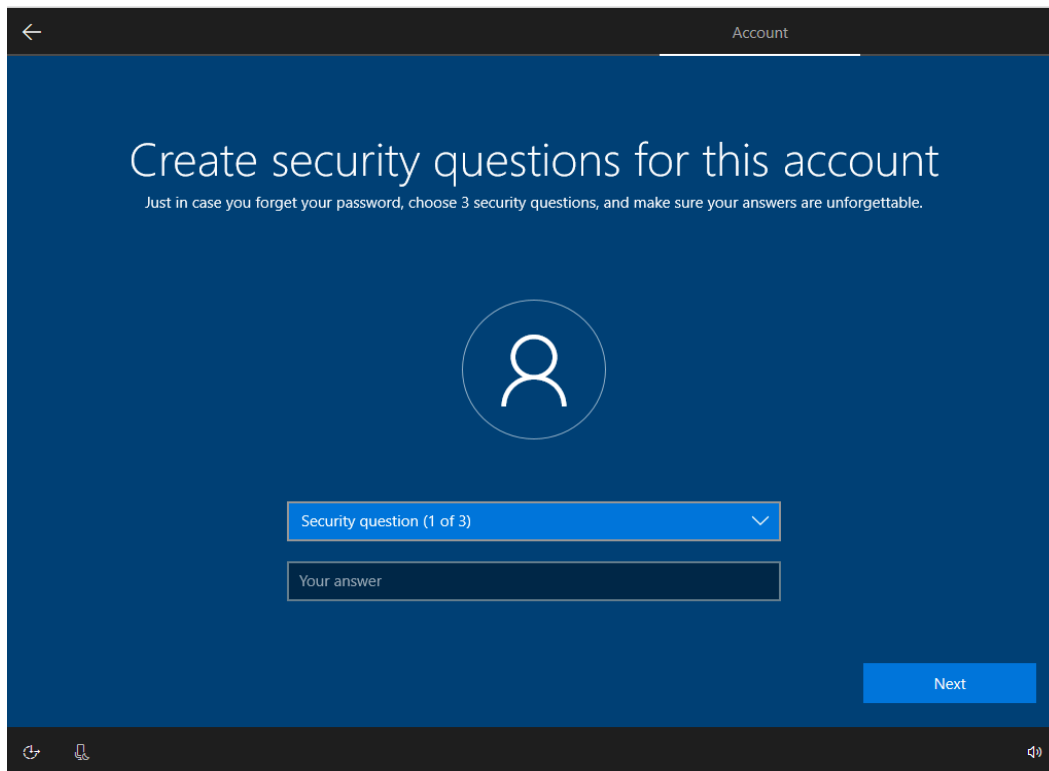 Account
Create security questions for this account
Just in case you forget your password, choose 3 security questions, and make sure your answers are unforgettable.
Security question (1 of 3)
Your answer
Next